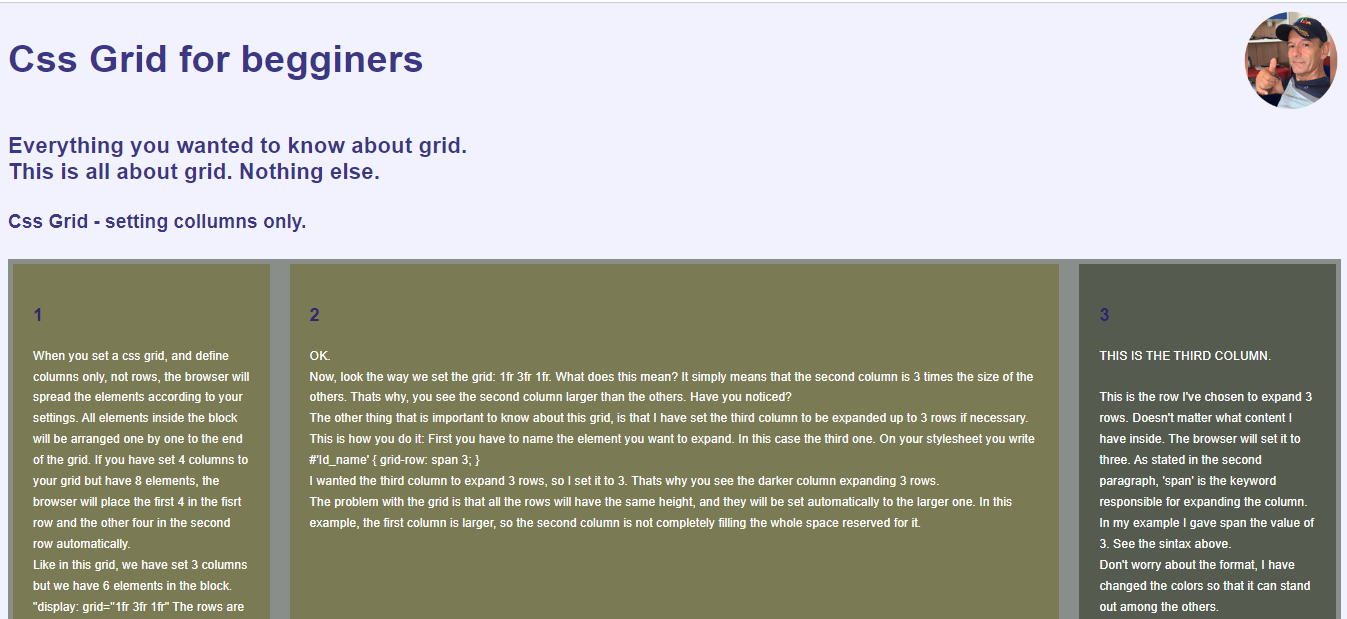 Css Grid for begginers
Everything you wanted to know about grid.
This is all about grid. Nothing else.
Css Grid - setting collumns only.
1
When you set a css grid, and define
columns only, not rows, the browser will
spread the elements according to your
settings. All elements inside the block
will be arranged one by one to the end
of the grid. If you have set 4 columns to
your grid but have 8 elements, the
browser will place the first 4 in the fisrt
row and the other four in the second
row automatically.
Like in this grid, we have set 3 columns
but we have 6 elements in the block.
"display: grid="1fr 3fr 1fr" The rows are
2
OK.
Now, look the way we set the grid: 1fr 3fr 1fr. What does this mean? It simply means that the second column is 3 times the size of the
others. Thats why, you see the second column larger than the others. Have you noticed?
The other thing that is important to know about this grid, is that I have set the third column to be expanded up to 3 rows if necessary.
This is how you do it: First you have to name the element you want to expand. In this case the third one. On your stylesheet you write
#'Id_name' { grid-row: span 3; }
I wanted the third column to expand 3 rows, so I set it to 3. Thats why you see the darker column expanding 3 rows.
The problem with the grid is that all the rows will have the same height, and they will be set automatically to the larger one. In this
example, the first column is larger, so the second column is not completely filling the whole space reserved for it.
3
THIS IS THE THIRD COLUMN.
This is the row I've chosen to expand 3
rows. Doesn't matter what content I
have inside. The browser will set it to
three. As stated in the second
paragraph, 'span' is the keyword
responsible for expanding the column.
In my example I gave span the value of
3. See the sintax above.
Don't worry about the format, I have
changed the colors so that it can stand
out among the others.